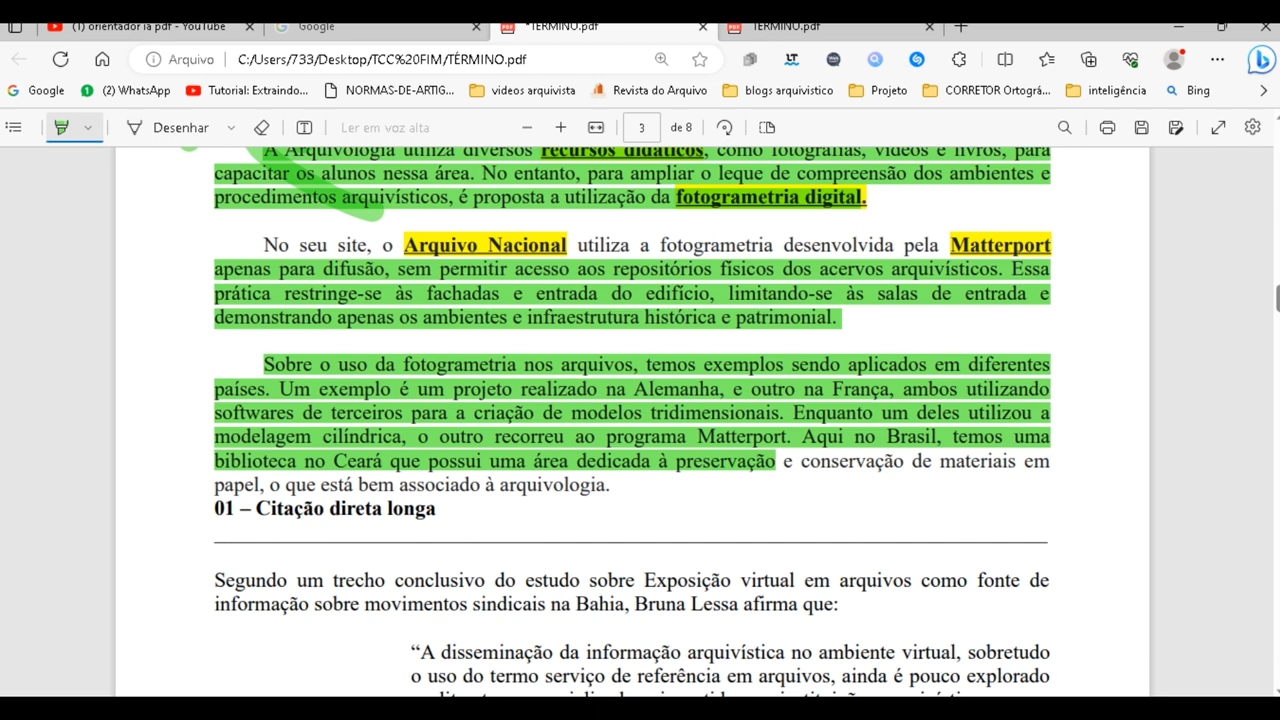 (1) orientador ia pdf - YouTube
Google
*TÉRMINO.pdf
TÉRMINO.pdf
Arquivo
C:/Users/733/Desktop/TCC%20FIM/TÉRMINO.pdf
Google
(2) WhatsApp
Tutorial: Extraindo...
NORMAS-DE-ARTIG...
videos arquivista
Revista do Arquivo
blogs arquivistico
Projeto
CORRETOR Ortográ...
inteligência
Bing
Desenhar
Ler em voz alta
3
de 8
A Arquivologia utiliza diversos recursos didáticos, como fotografias, vídeos e livros, para
capacitar os alunos nessa área. No entanto, para ampliar o leque de compreensão dos ambientes e
procedimentos arquivísticos, é proposta a utilização da fotogrametria digital.
No seu site, o Arquivo Nacional utiliza a fotogrametria desenvolvida pela Matterport
apenas para difusão, sem permitir acesso aos repositórios físicos dos acervos arquivísticos. Essa
prática restringe-se às fachadas e entrada do edifício, limitando-se às salas de entrada e
demonstrando apenas os ambientes e infraestrutura histórica e patrimonial.
Sobre o uso da fotogrametria nos arquivos, temos exemplos sendo aplicados em diferentes
países. Um exemplo é um projeto realizado na Alemanha, e outro na França, ambos utilizando
softwares de terceiros para a criação de modelos tridimensionais. Enquanto um deles utilizou a
modelagem cilíndrica, o outro recorreu ao programa Matterport. Aqui no Brasil, temos uma
biblioteca no Ceará que possui uma área dedicada à preservação e conservação de materiais em
papel, o que está bem associado à arquivologia.
01 – Citação direta longa
Segundo um trecho conclusivo do estudo sobre Exposição virtual em arquivos como fonte de
informação sobre movimentos sindicais na Bahia, Bruna Lessa afirma que:
“A disseminação da informação arquivística no ambiente virtual, sobretudo
o uso do termo serviço de referência em arquivos, ainda é pouco explorado